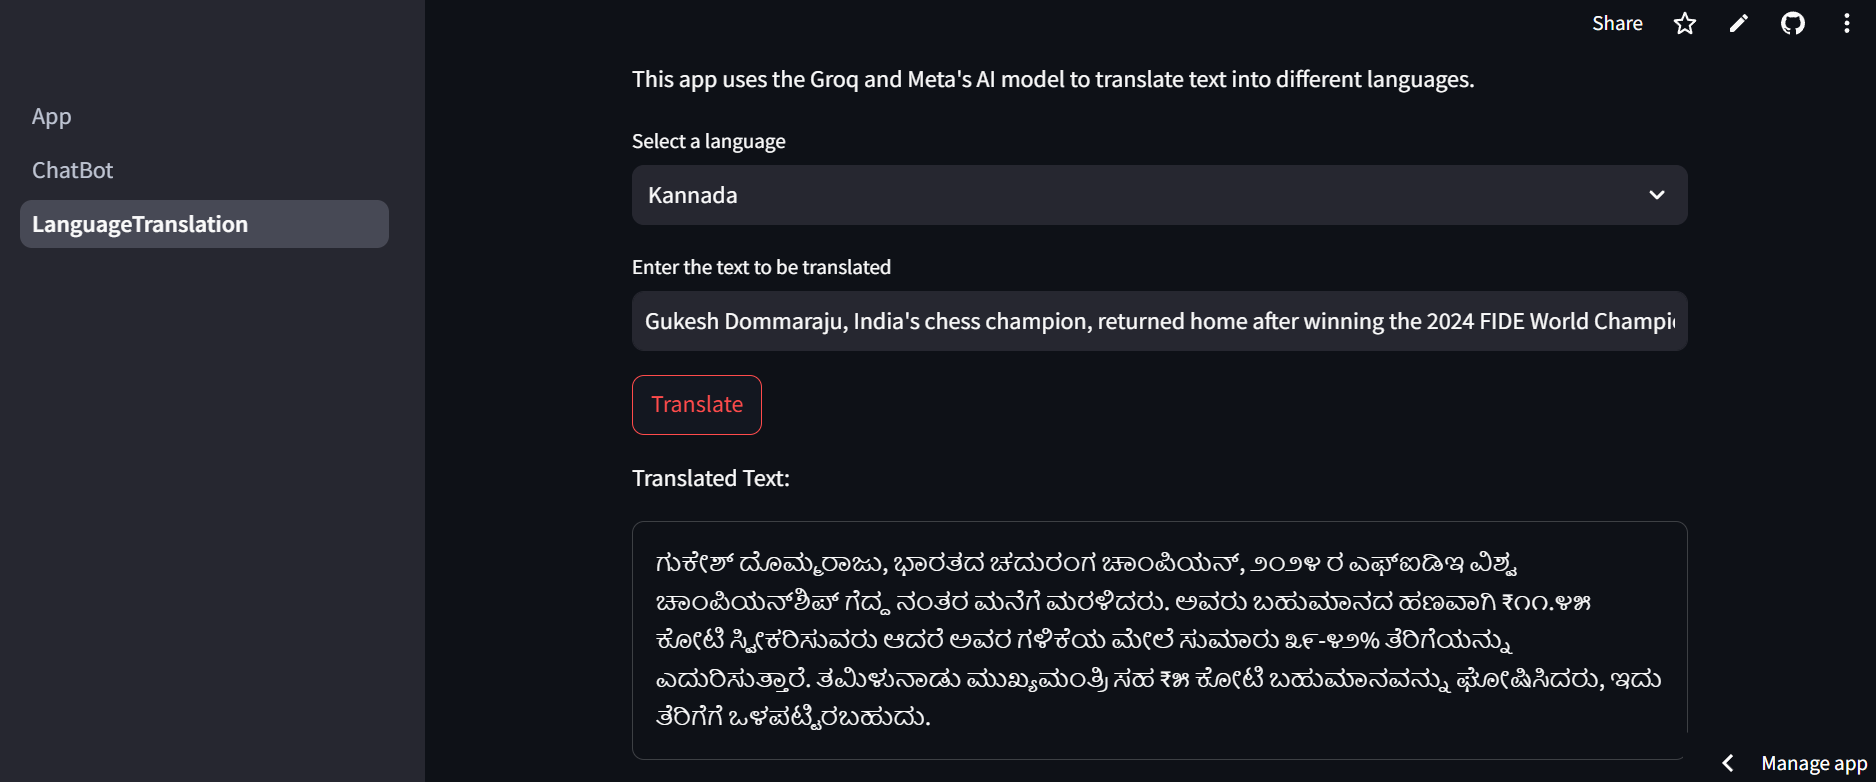 Share
App
ChatBot
LanguageTranslation
This app uses the Groq and Meta's AI model to translate text into different languages.
Select a language
Kannada
Enter the text to be translated
Gukesh Dommaraju, India's chess champion, returned home after winning the 2024 FIDE World Champi
Translate
Translated Text:
ಗುಕೇಶ್ ದೊಮ್ಮರಾಜು, ಭಾರತದ ಚದುರಂಗ ಚಾಂಪಿಯನ್, ೨೦೨೪ ರ ಎಫ್ಐಡಿಇ ವಿಶ್ವ
ಚಾಂಪಿಯನ್‌ಶಿಪ್ ಗೆದ್ದ ನಂತರ ಮನೆಗೆ ಮರಳಿದರು. ಅವರು ಬಹುಮಾನದ ಹಣವಾಗಿ ₹೧೧.೪೫
ಕೋಟಿ ಸ್ವೀಕರಿಸುವರು ಆದರೆ ಅವರ ಗಳಿಕೆಯ ಮೇಲೆ ಸುಮಾರು ೩೯-೪೨% ತೆರಿಗೆಯನ್ನು
ಎದುರಿಸುತ್ತಾರೆ. ತಮಿಳುನಾಡು ಮುಖ್ಯಮಂತ್ರಿ ಸಹ ₹೫ ಕೋಟಿ ಬಹುಮಾನವನ್ನು ಘೋಷಿಸಿದರು, ಇದು
ತೆರಿಗೆಗೆ ಒಳಪಟ್ಟಿರಬಹುದು.
Manage app